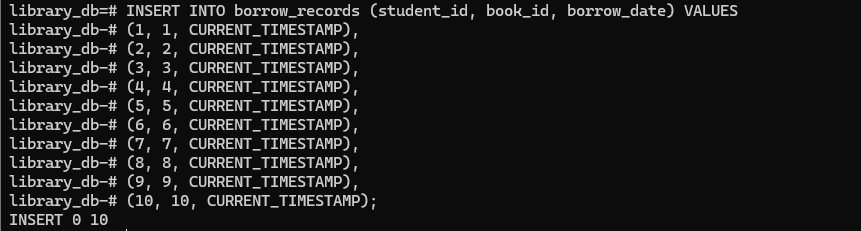 library_db=# INSERT INTO borrow_records (student_id, book_id, borrow_date) VALUES
library_db-# (1, 1, CURRENT_TIMESTAMP),
library_db-# (2, 2, CURRENT_TIMESTAMP),
library_db-# (3, 3, CURRENT_TIMESTAMP),
library_db-# (4, 4, CURRENT_TIMESTAMP),
library_db-# (5, 5, CURRENT_TIMESTAMP),
library_db-# (6, 6, CURRENT_TIMESTAMP),
library_db-# (7, 7, CURRENT_TIMESTAMP),
library_db-# (8, 8, CURRENT_TIMESTAMP),
library_db-# (9, 9, CURRENT_TIMESTAMP),
library_db-# (10, 10, CURRENT_TIMESTAMP);
INSERT 0 10